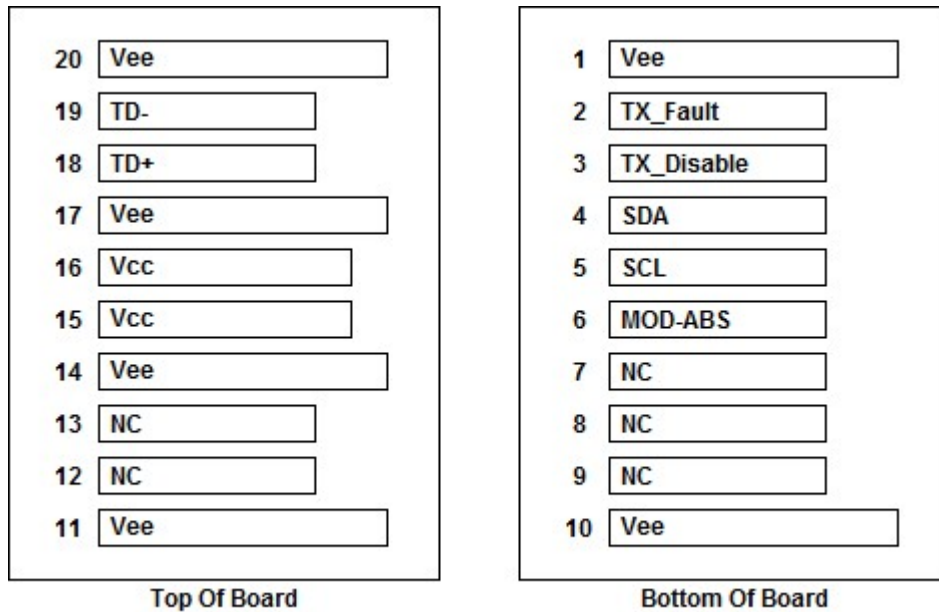 20 Vee
19 TD-
18 TD+
17 Vee
16 Vcc
15 Vcc
14 Vee
13 NC
12 NC
11 Vee
Top Of Board
1 Vee
2 TX_Fault
3 TX_Disable
4 SDA
5 SCL
6 MOD-ABS
7 NC
8 NC
9 NC
10 Vee
Bottom Of Board